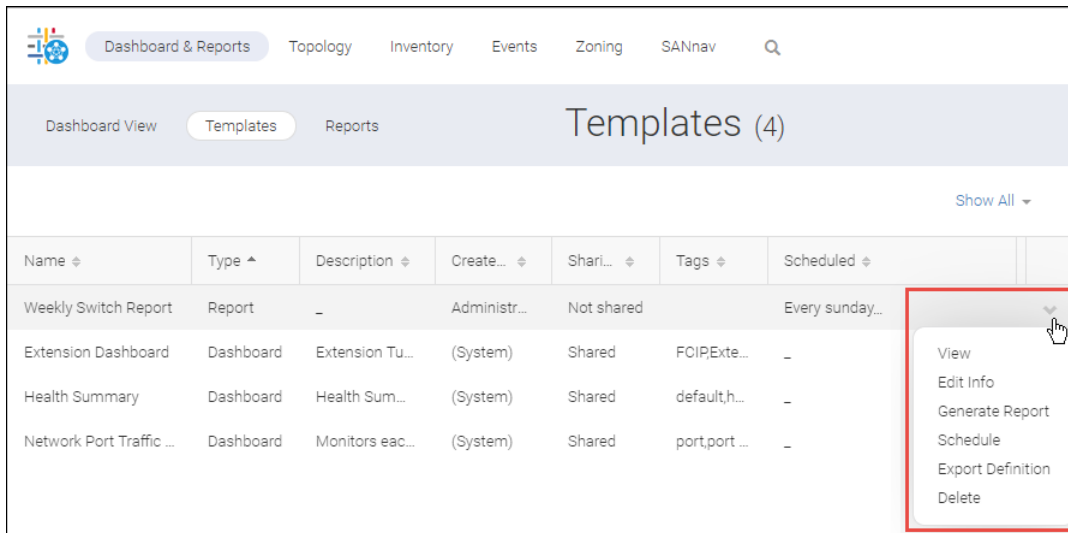 Dashboard & Reports Topology Inventory Events Zoning SANnav
Dashboard View Templates Reports Templates (4)
Show All
Name Type Description Create... Shari... Tags Scheduled
Weekly Switch Report Report _ Administr... Not shared Every sunday...
Extension Dashboard Dashboard Extension Tu... (System) Shared FCIP,Exte... _
Health Summary Dashboard Health Sum... (System) Shared default,h... _
Network Port Traffic ... Dashboard Monitors eac... (System) Shared port,port ... _
View
Edit Info
Generate Report
Schedule
Export Definition
Delete